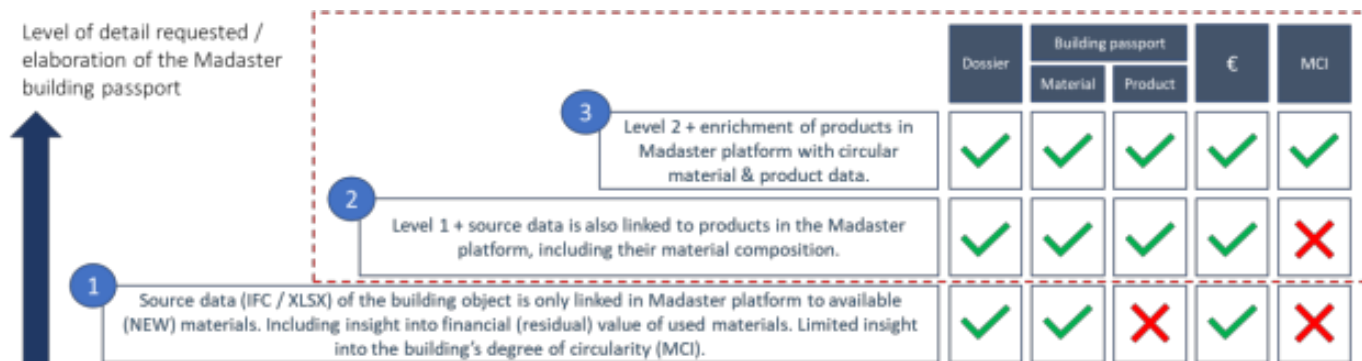 Level of detail requested /
elaboration of the Madaster
building passport
Dossier
Building passport
Material
Product
€
MCI
3
Level 2 + enrichment of products in
Madaster platform with circular
material & product data.
2
Level 1 + source data is also linked to products in the Madaster
platform, including their material composition.
1
Source data (IFC / XLSX) of the building object is only linked in Madaster platform to available
(NEW) materials. Including insight into financial (residual) value of used materials. Limited insight
into the building's degree of circularity (MCI).